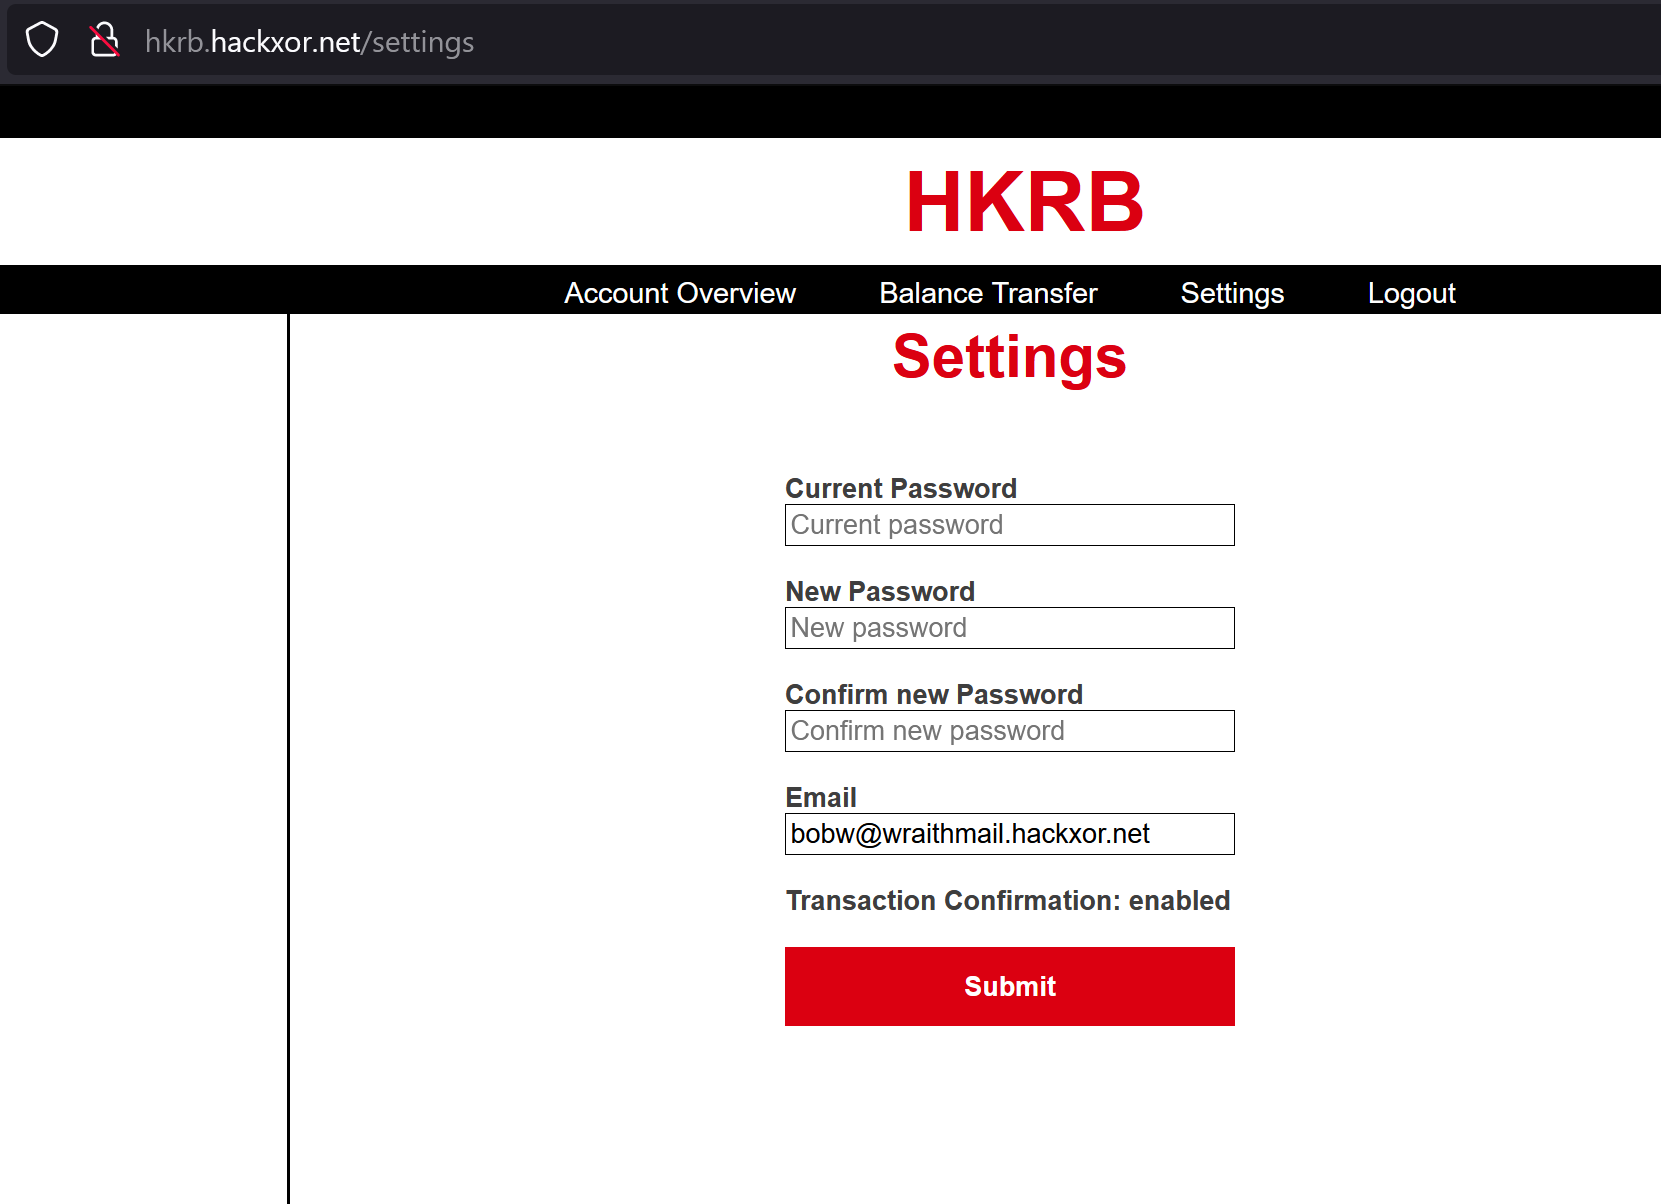 hkrb.hackxor.net/settings
HKRB
Account Overview Balance Transfer Settings Logout
Settings
Current Password
Current password
New Password
New password
Confirm new Password
Confirm new password
Email
bobw@wraithmail.hackxor.net
Transaction Confirmation: enabled
Submit